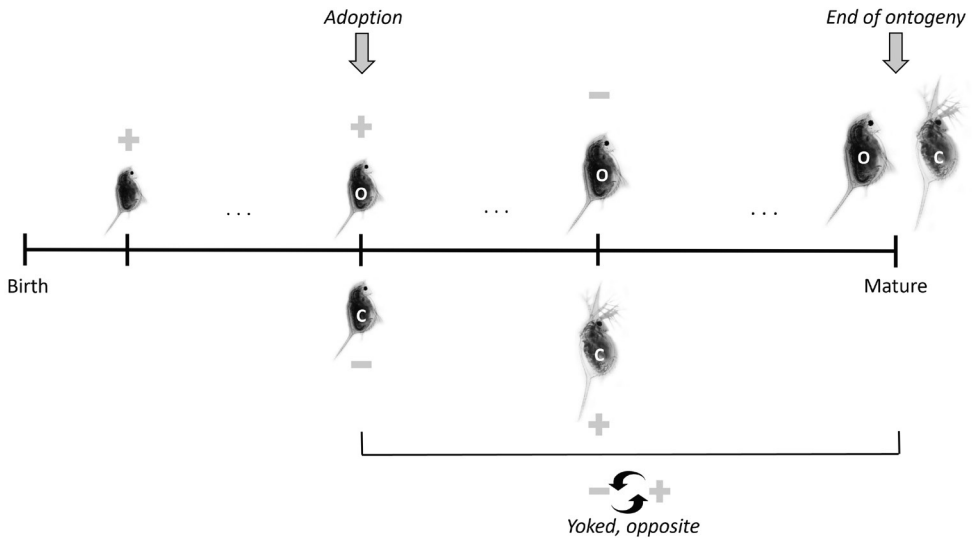 Adoption
End of ontogeny
+
+
−
O
O
O
C
. . .
. . .
. . .
Birth
Mature
C
−
C
+
− +
Yoked, opposite